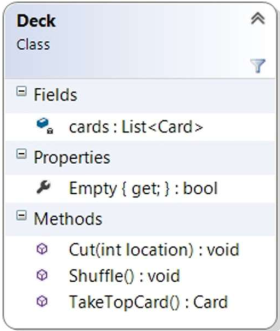 Deck
Class
Fields
cards : List<Card>
Properties
Empty { get; } : bool
Methods
Cut(int location) : void
Shuffle() : void
TakeTopCard() : Card